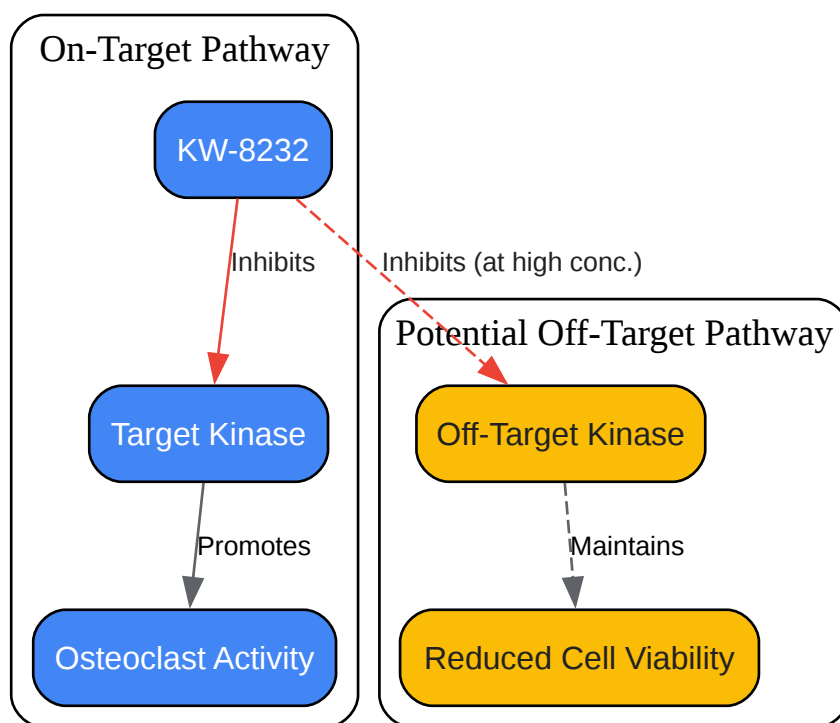 On-Target Pathway
KW-8232
Inhibits
Inhibits (at high conc.)
Potential Off-Target Pathway
Target Kinase
Off-Target Kinase
Promotes
Maintains
Osteoclast Activity
Reduced Cell Viability